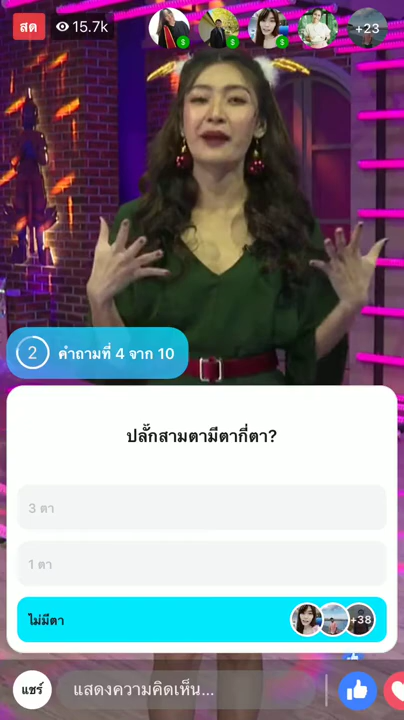 สด 15.7k
+23
2 คำถามที่ 4 จาก 10
ปลั๊กสามตามีตากี่ตา?
3 ตา
1 ตา
ไม่มีตา +38
แชร์ แสดงความคิดเห็น...